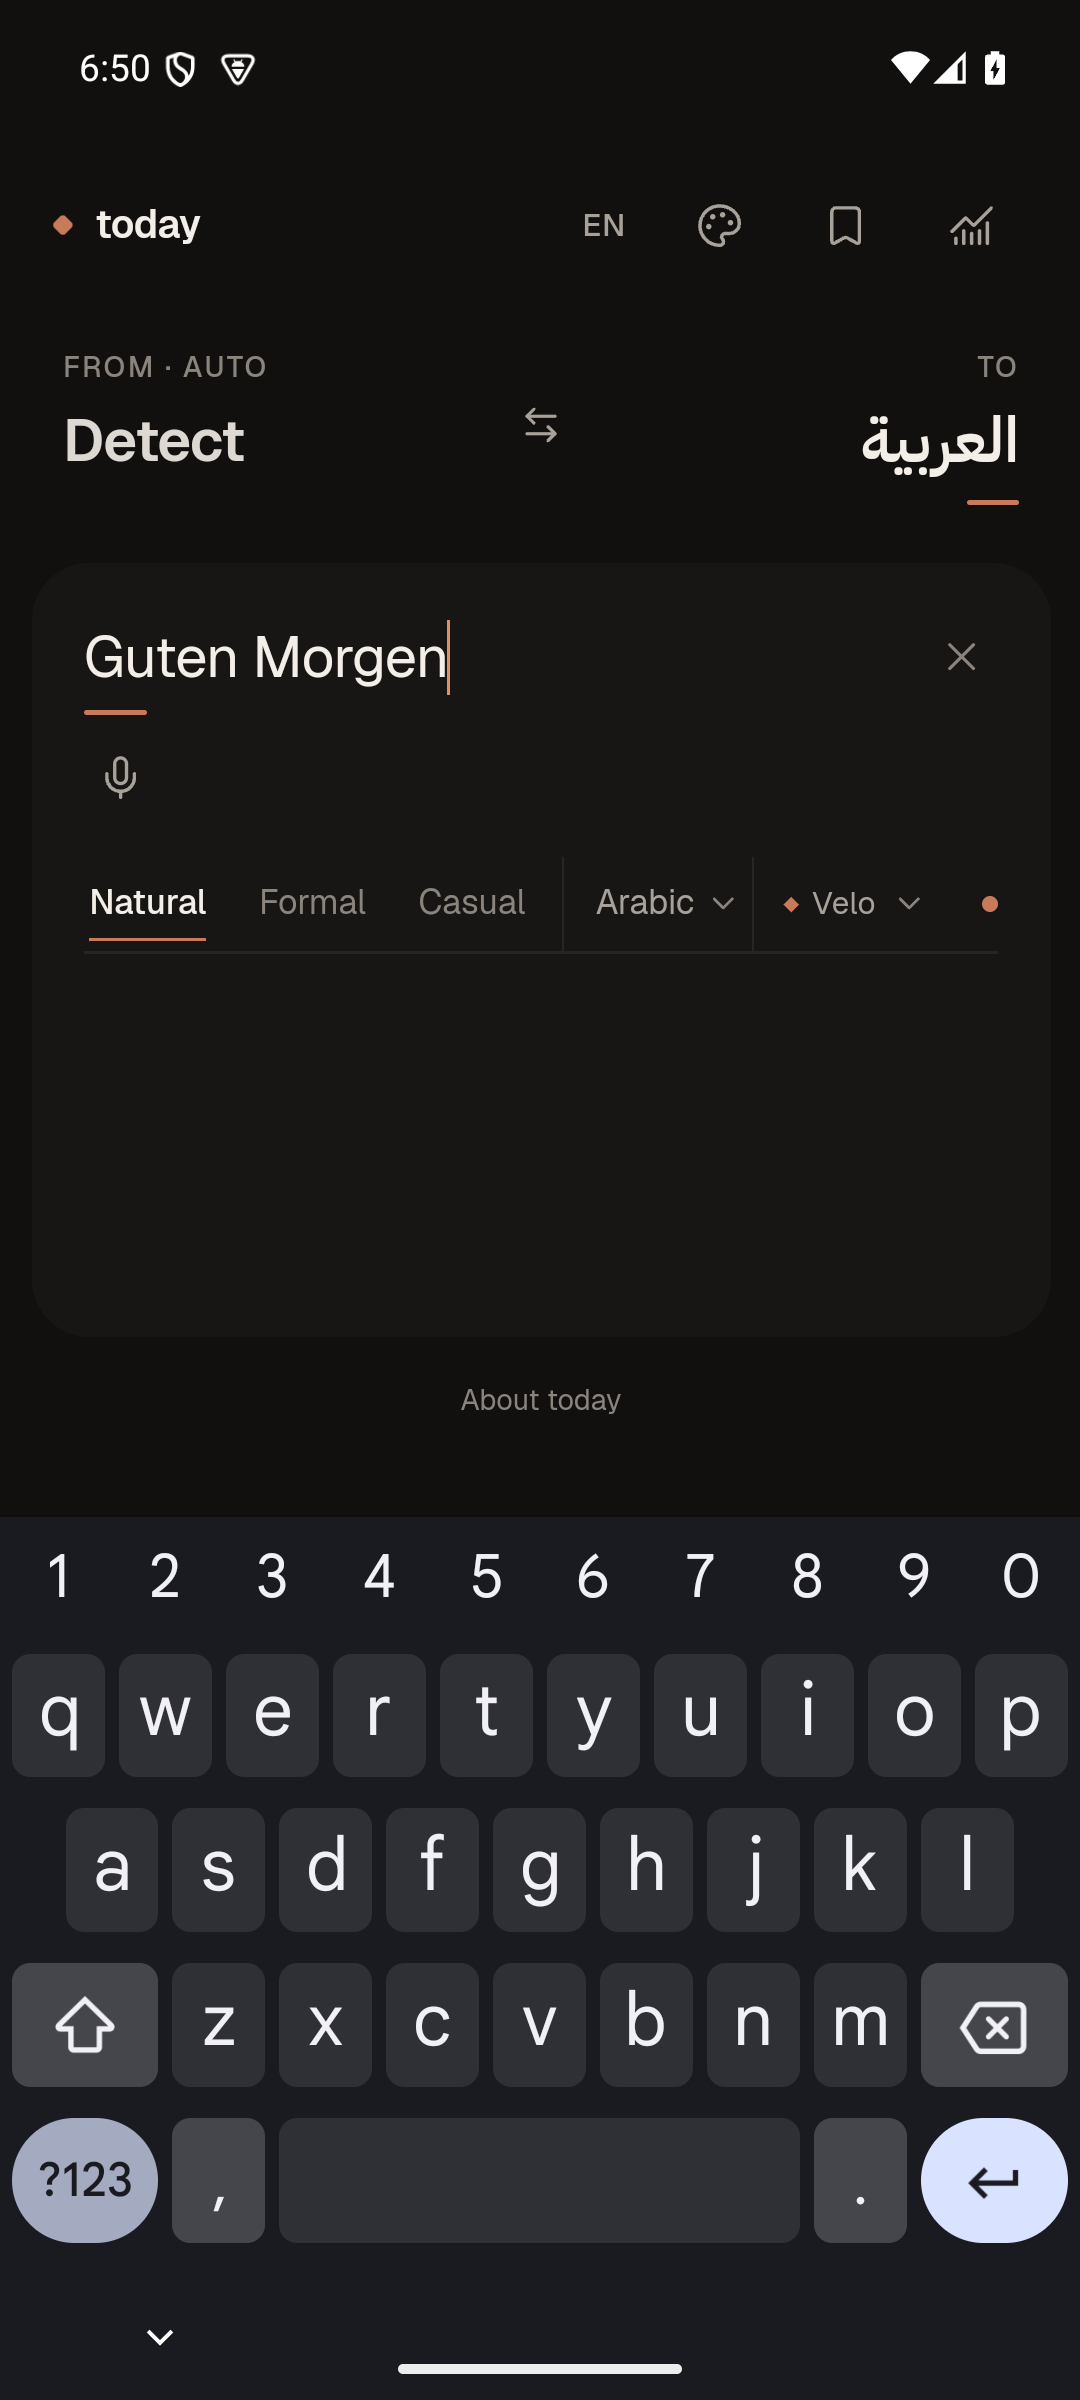 6:50
today
EN
FROM · AUTO
TO
Detect
العربية
Guten Morgen
Natural Formal Casual Arabic Velo
About today
1 2 3 4 5 6 7 8 9 0
q w e r t y u i o p
a s d f g h j k l
z x c v b n m
?123 , .